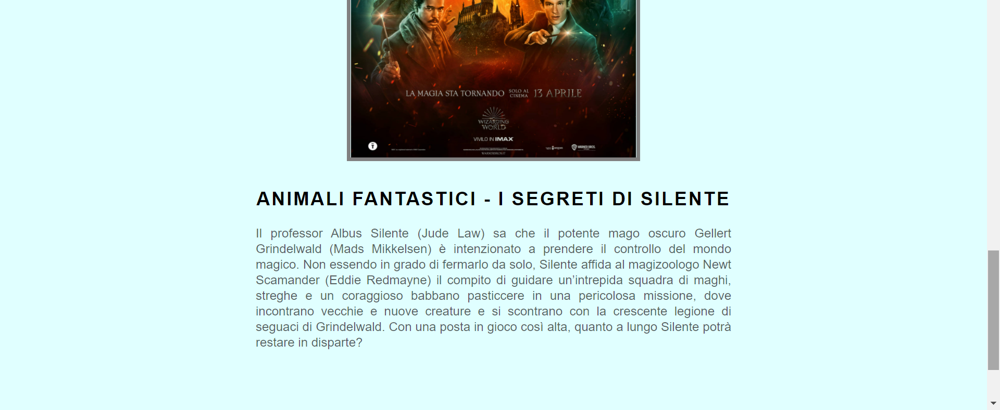 LA MAGIA STA TORNANDO SOLO AL CINEMA 13 APRILE
WIZARDING
WORLD
VIVILO IN IMAX
T
WARNER BROS.
WARNERBROS.IT
ANIMALI FANTASTICI - I SEGRETI DI SILENTE
Il professor Albus Silente (Jude Law) sa che il potente mago oscuro Gellert
Grindelwald (Mads Mikkelsen) è intenzionato a prendere il controllo del mondo
magico. Non essendo in grado di fermarlo da solo, Silente affida al magizoologo Newt
Scamander (Eddie Redmayne) il compito di guidare un’intrepida squadra di maghi,
streghe e un coraggioso babbano pasticcere in una pericolosa missione, dove
incontrano vecchie e nuove creature e si scontrano con la crescente legione di
seguaci di Grindelwald. Con una posta in gioco così alta, quanto a lungo Silente potrà
restare in disparte?